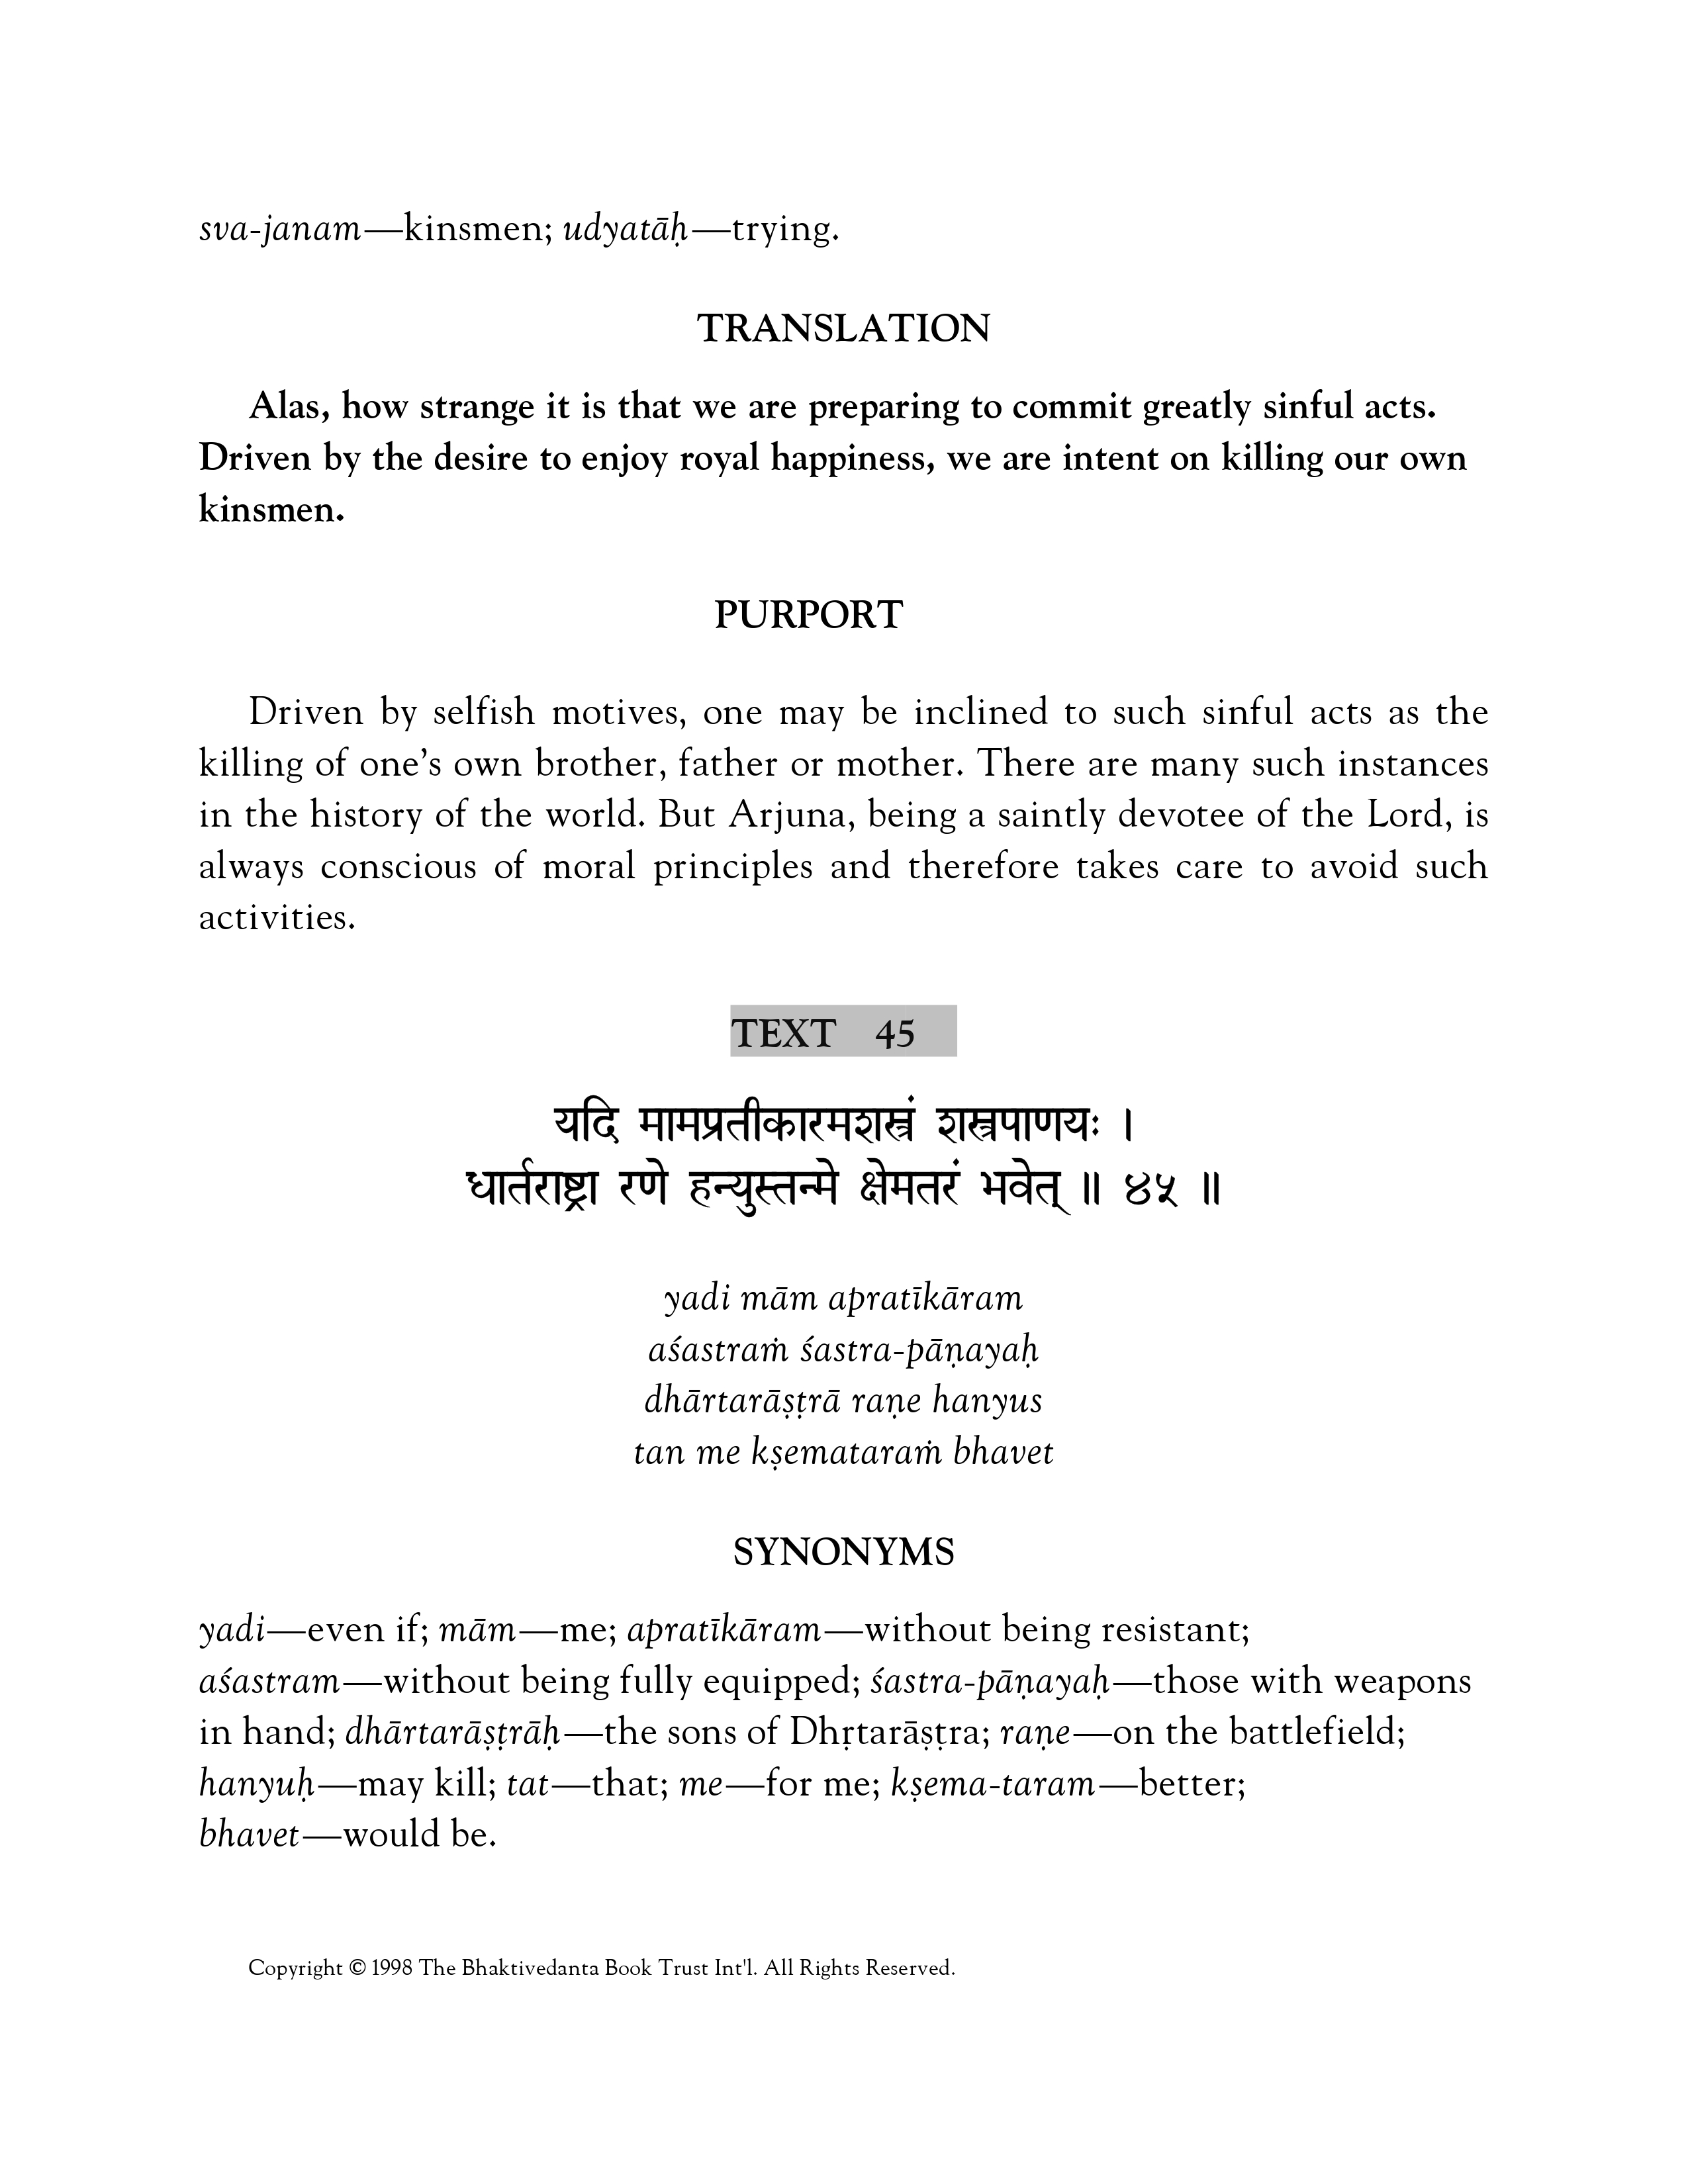 sva-janam—kinsmen; udyatāḥ—trying.
TRANSLATION
Alas, how strange it is that we are preparing to commit greatly sinful acts.
Driven by the desire to enjoy royal happiness, we are intent on killing our own
kinsmen.
PURPORT
Driven by selfish motives, one may be inclined to such sinful acts as the
killing of one’s own brother, father or mother. There are many such instances
in the history of the world. But Arjuna, being a saintly devotee of the Lord, is
always conscious of moral principles and therefore takes care to avoid such
activities.
TEXT 45
यदि मामप्रतीकारमशस्त्रं शस्त्रपाणयः ।
धार्तराष्ट्रा रणे हन्युस्तन्मे क्षेमतरं भवेत् ॥ ४५ ॥
yadi mām apratīkāram
aśastraṁ śastra-pāṇayaḥ
dhārtarāṣṭrā raṇe hanyus
tan me kṣemataraṁ bhavet
SYNONYMS
yadi—even if; mām—me; apratīkāram—without being resistant;
aśastram—without being fully equipped; śastra-pāṇayaḥ—those with weapons
in hand; dhārtarāṣṭrāḥ—the sons of Dhṛtarāṣṭra; raṇe—on the battlefield;
hanyuḥ—may kill; tat—that; me—for me; kṣema-taram—better;
bhavet—would be.
Copyright © 1998 The Bhaktivedanta Book Trust Int'l. All Rights Reserved.